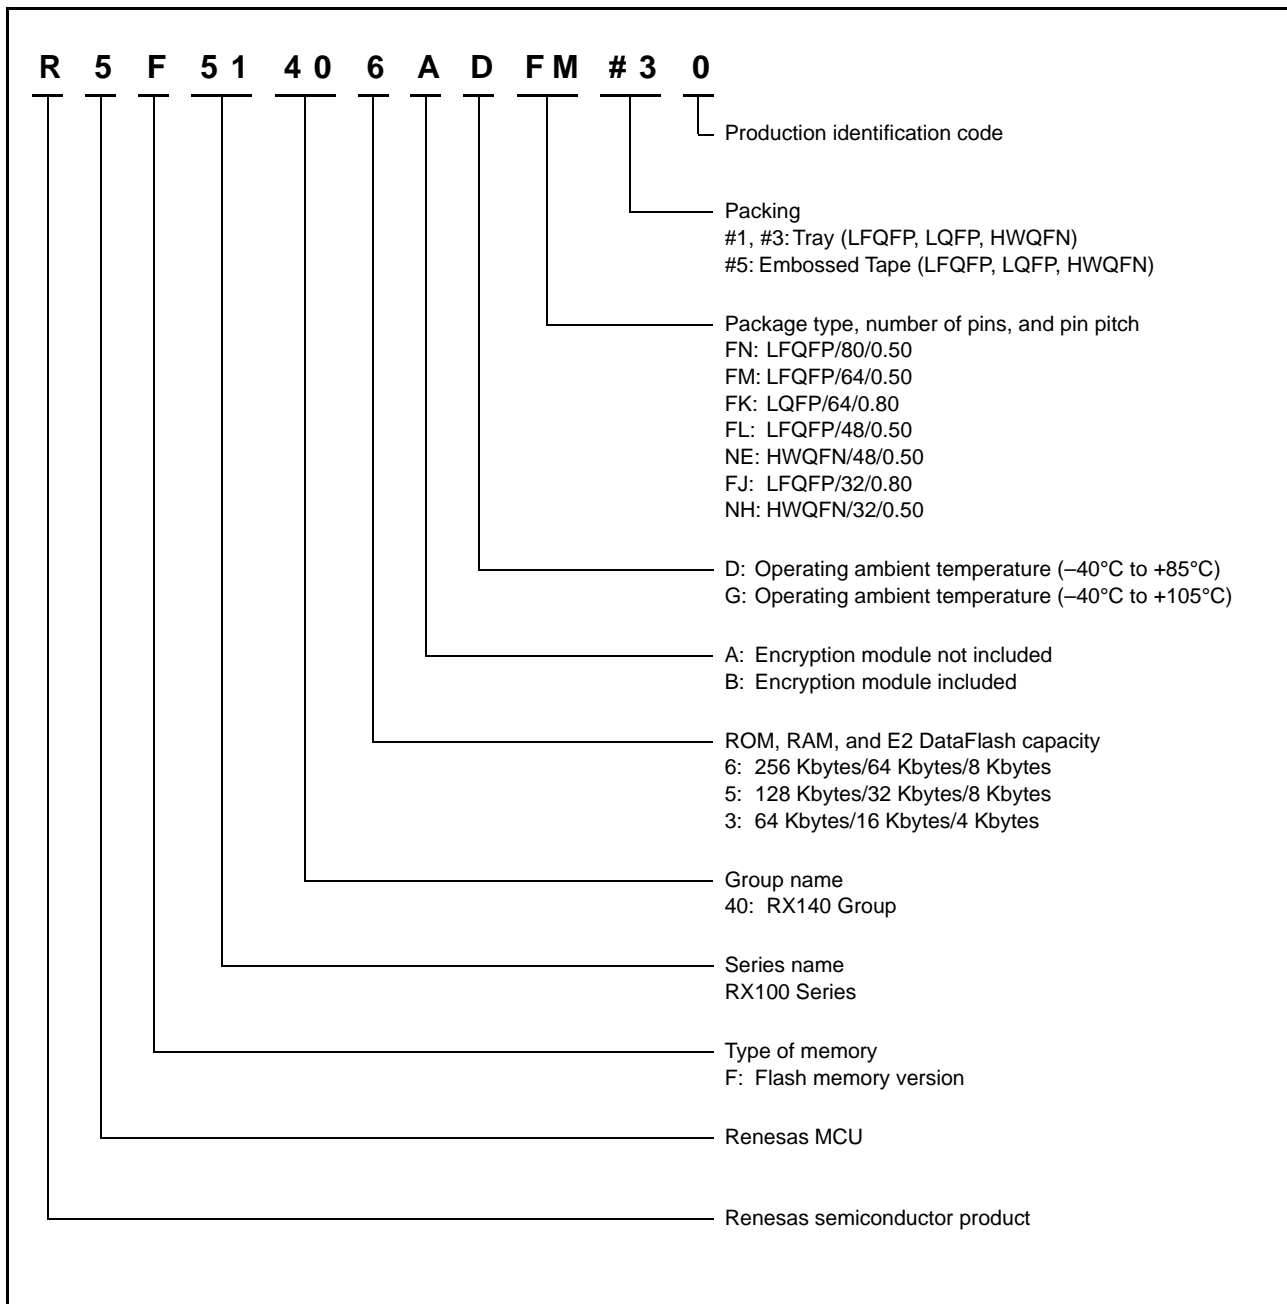 R 5 F 51 40 6 A D FM #3 0
Production identification code
Packing
#1, #3: Tray (LFQFP, LQFP, HWQFN)
#5: Embossed Tape (LFQFP, LQFP, HWQFN)
Package type, number of pins, and pin pitch
FN: LFQFP/80/0.50
FM: LFQFP/64/0.50
FK: LQFP/64/0.80
FL: LFQFP/48/0.50
NE: HWQFN/48/0.50
FJ: LFQFP/32/0.80
NH: HWQFN/32/0.50
D: Operating ambient temperature (–40°C to +85°C)
G: Operating ambient temperature (–40°C to +105°C)
A: Encryption module not included
B: Encryption module included
ROM, RAM, and E2 DataFlash capacity
6: 256 Kbytes/64 Kbytes/8 Kbytes
5: 128 Kbytes/32 Kbytes/8 Kbytes
3: 64 Kbytes/16 Kbytes/4 Kbytes
Group name
40: RX140 Group
Series name
RX100 Series
Type of memory
F: Flash memory version
Renesas MCU
Renesas semiconductor product